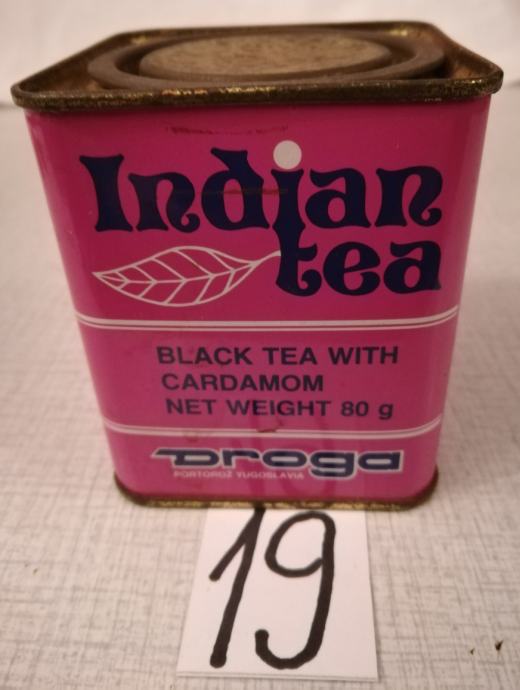 Indian
tea
BLACK TEA WITH
CARDAMOM
NET WEIGHT 80 g
Droga
PORTOROŽ YUGOSLAVIA
19